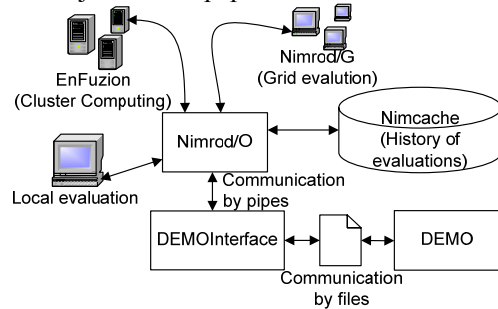 EnFuzion
(Cluster Computing)
Nimrod/G
(Grid evalution)
Nimrod/O
Nimcache
(History of
evaluations)
Local evaluation
Communication
by pipes
DEMOInterface
DEMO
Communication
by files